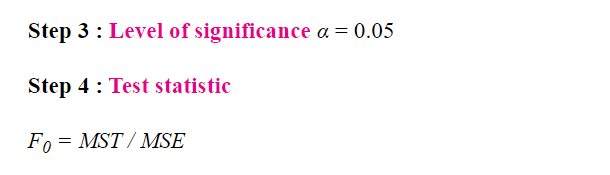 Step 3 : Level of significance α = 0.05
Step 4 : Test statistic
F₀ = MST / MSE